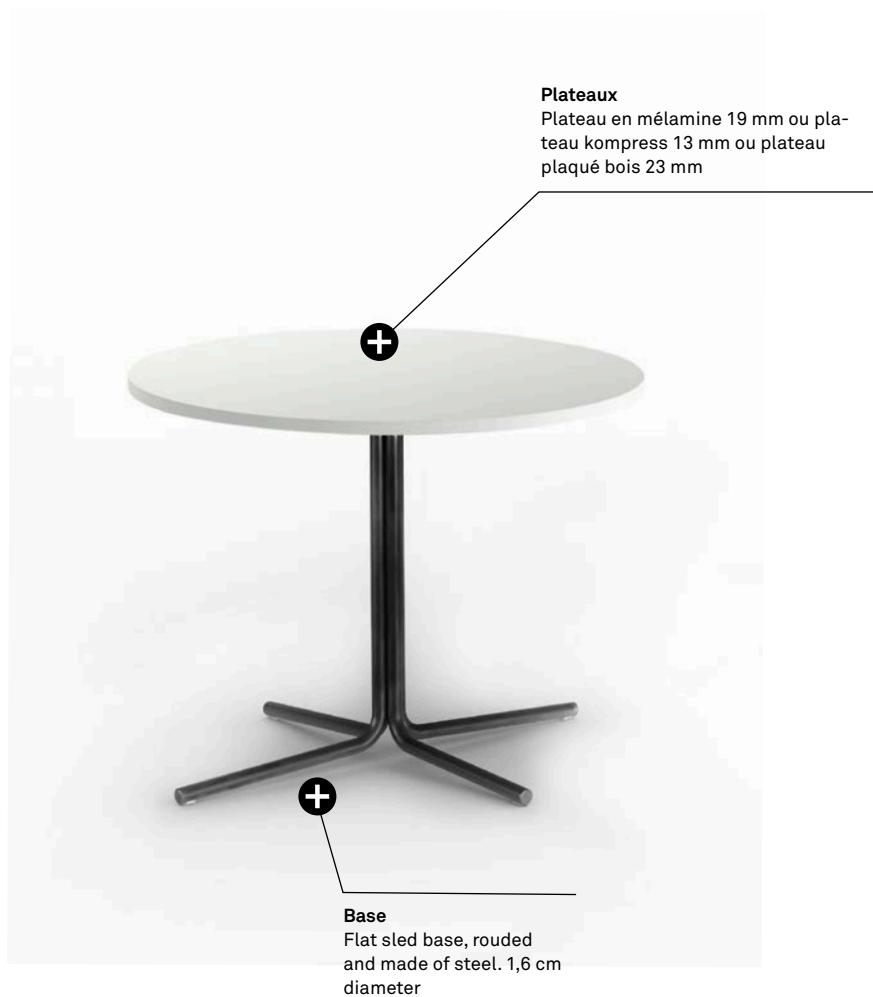 Plateaux
Plateau en mélamine 19 mm ou pla-
teau kompress 13 mm ou plateau
plaqué bois 23 mm
Base
Flat sled base, rouded
and made of steel. 1,6 cm
diameter